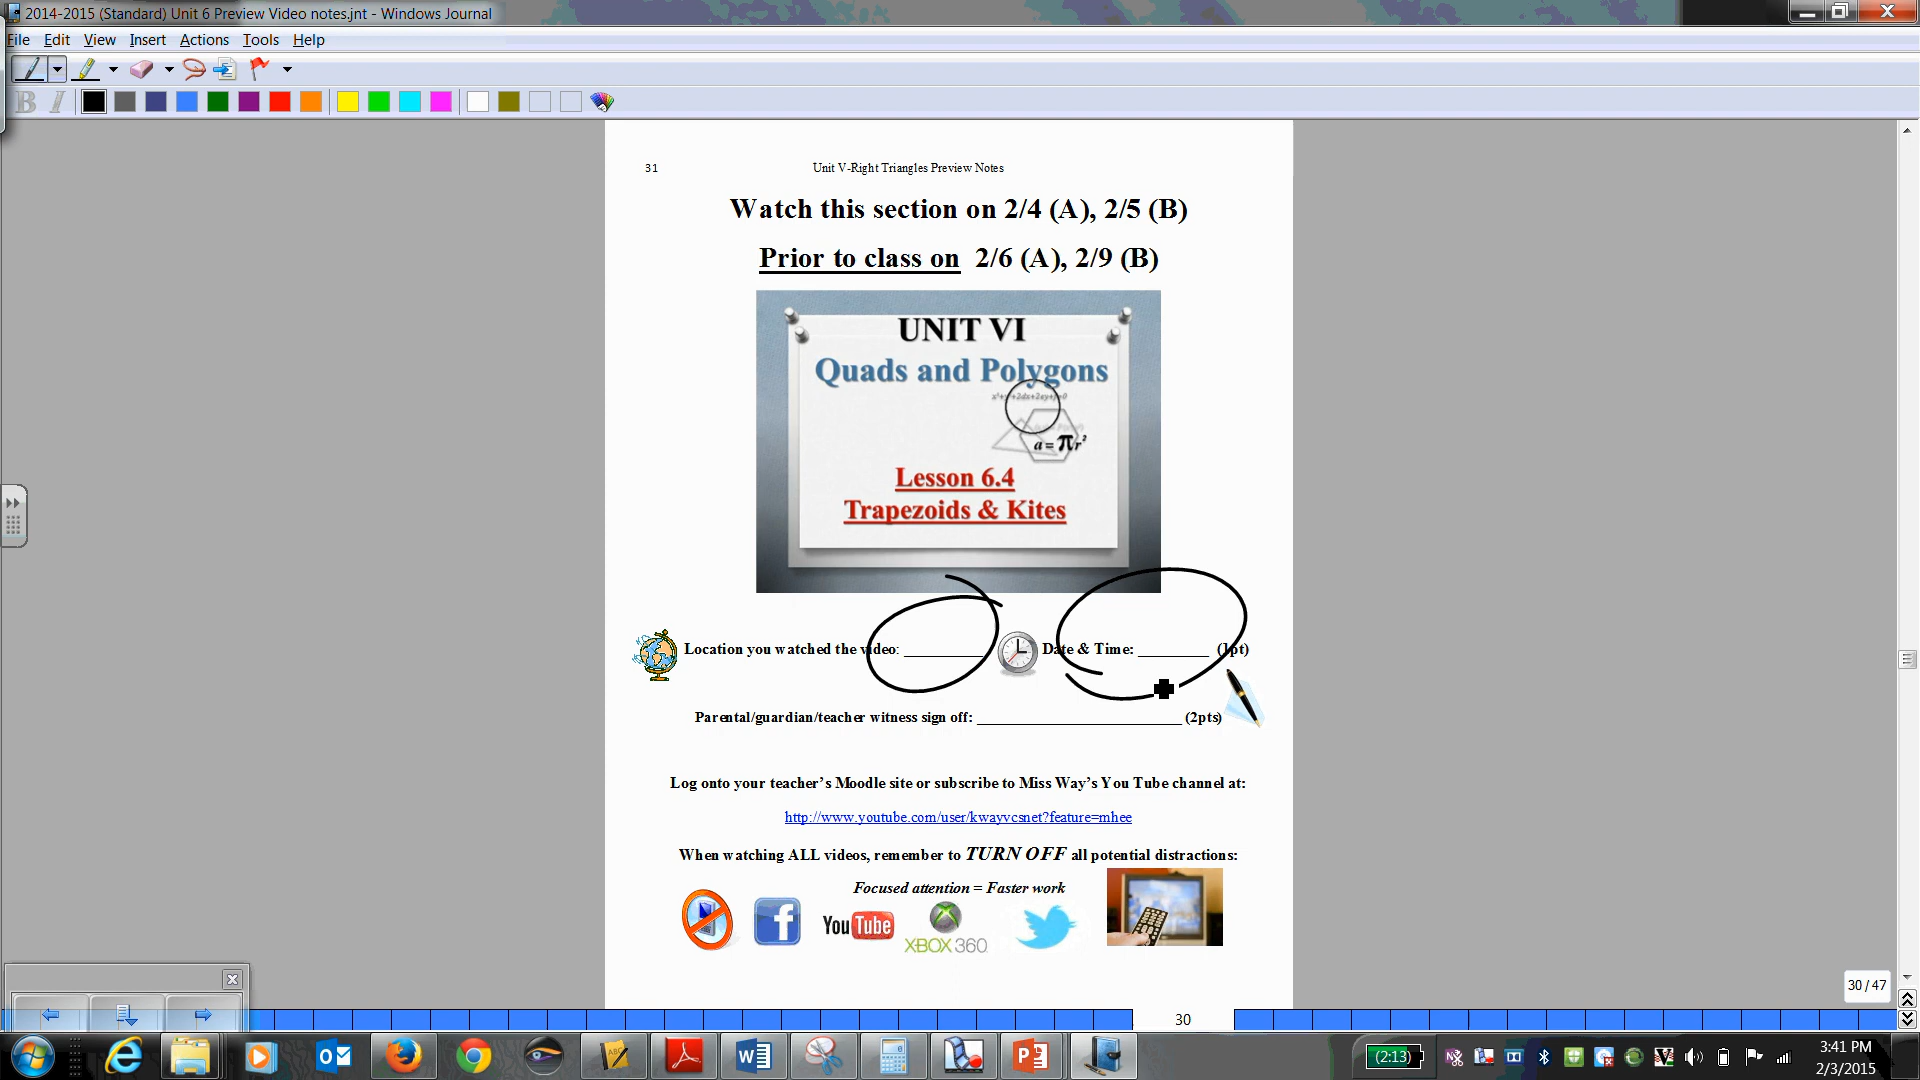 2014-2015 (Standard) Unit 6 Preview Video notes.jnt - Windows Journal
File Edit View Insert Actions Tools Help
B I
31 Unit V-Right Triangles Preview Notes
Watch this section on 2/4 (A), 2/5 (B)
Prior to class on 2/6 (A), 2/9 (B)
UNIT VI
Quads and Polygons
a = πr²
Lesson 6.4
Trapezoids & Kites
Location you watched the video: __________ Date & Time: _________ (1pt)
Parental/guardian/teacher witness sign off: __________________________ (2pts)
Log onto your teacher's Moodle site or subscribe to Miss Way's You Tube channel at:
http://www.youtube.com/user/kwayvcsnet?feature=mhee
When watching ALL videos, remember to TURN OFF all potential distractions:
Focused attention = Faster work
f
YouTube
XBOX 360
30 / 47
30
(2:13)
3:41 PM
2/3/2015